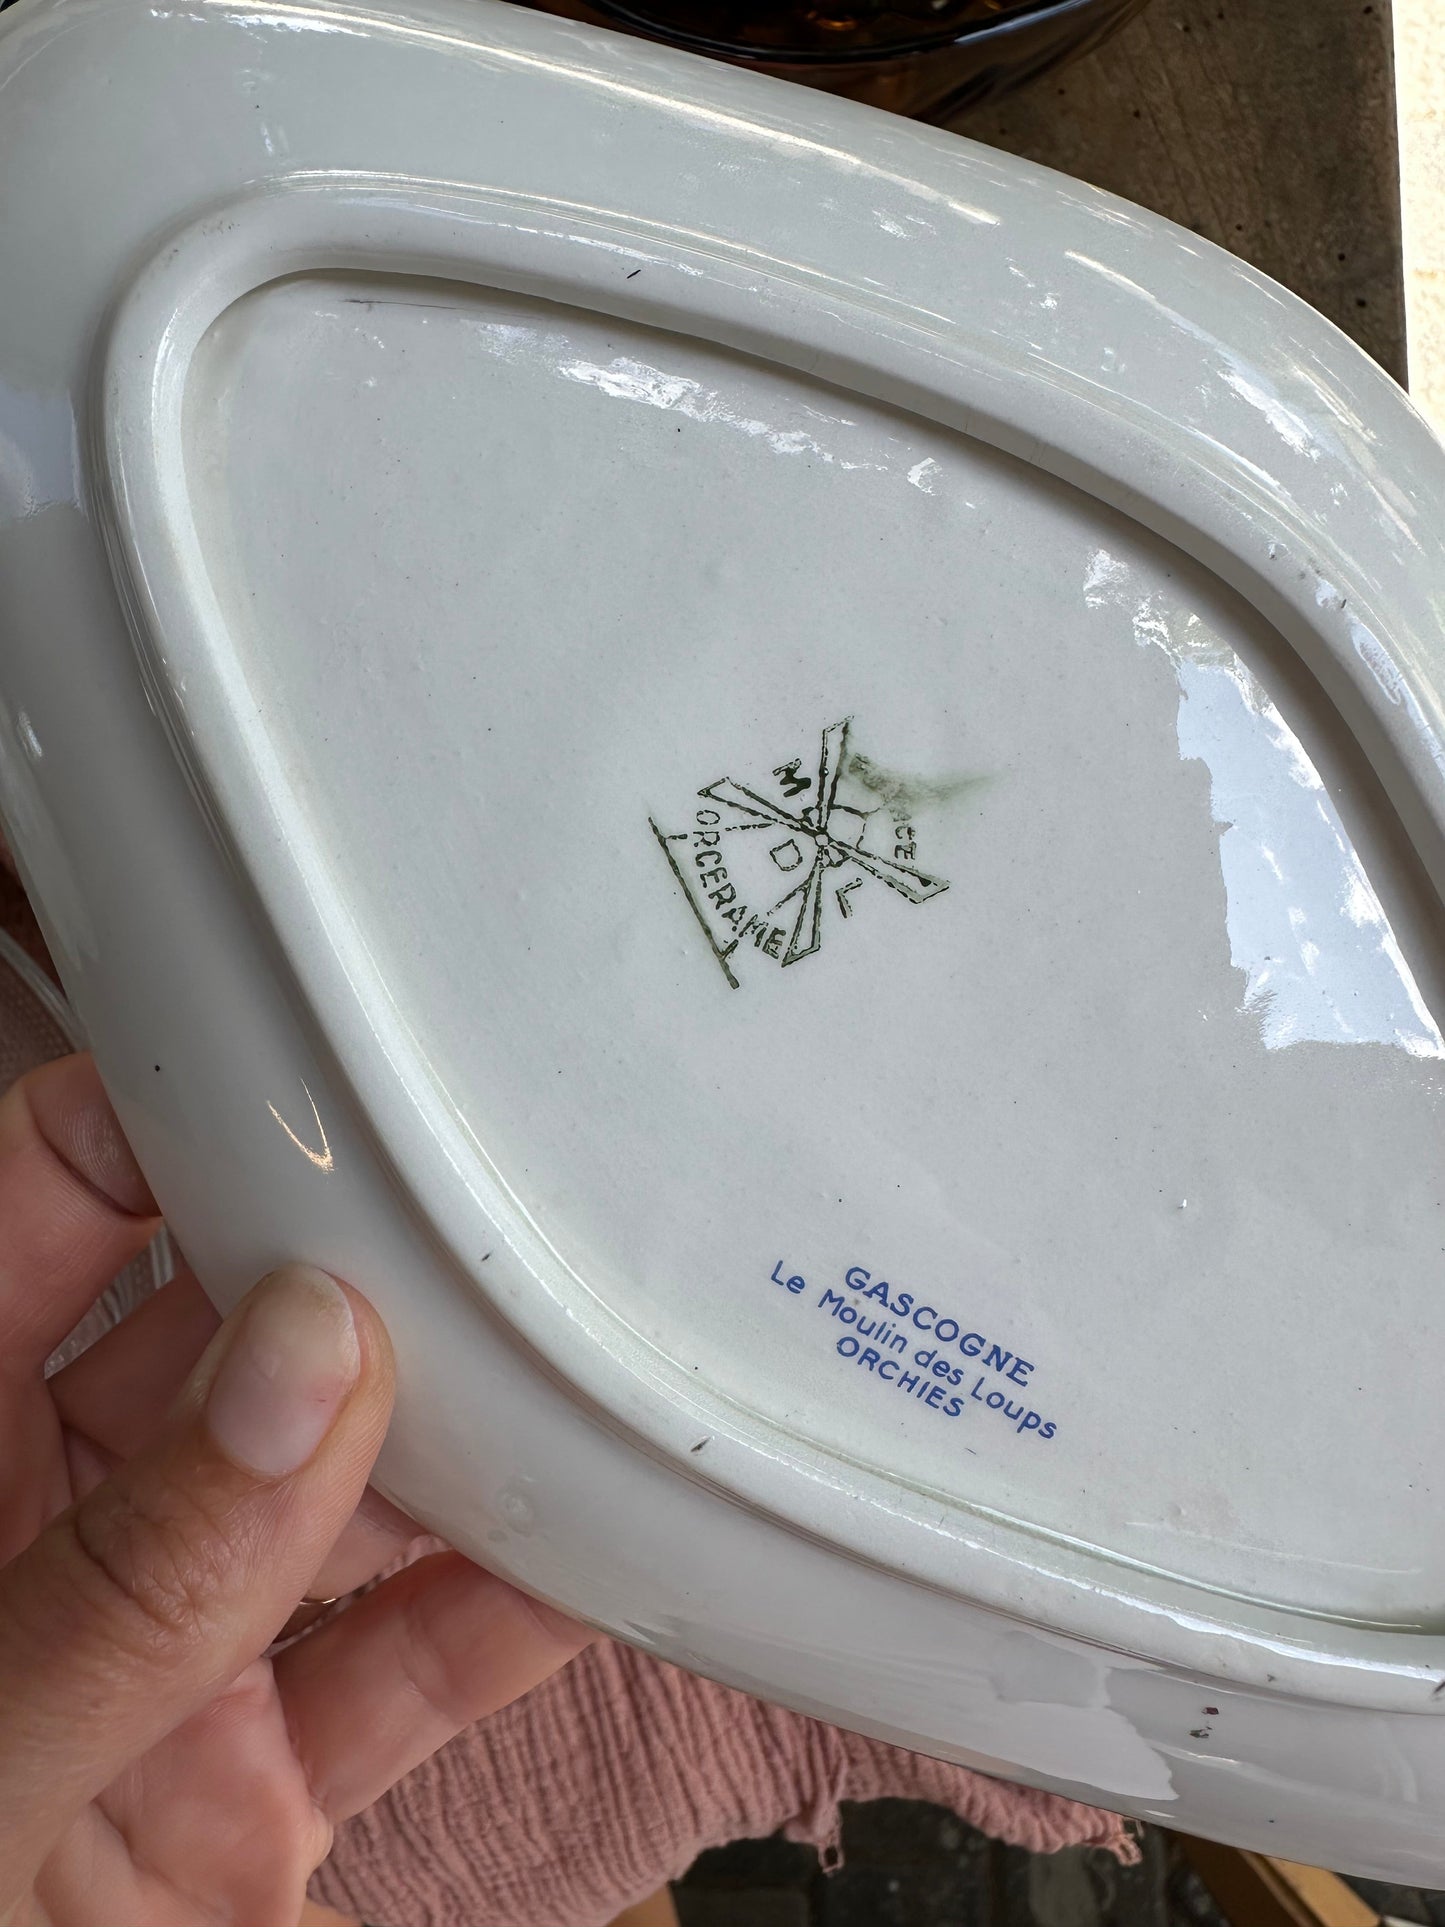 M D L
ORCERAME
GASCOGNE
Le Moulin des Loups
ORCHIES